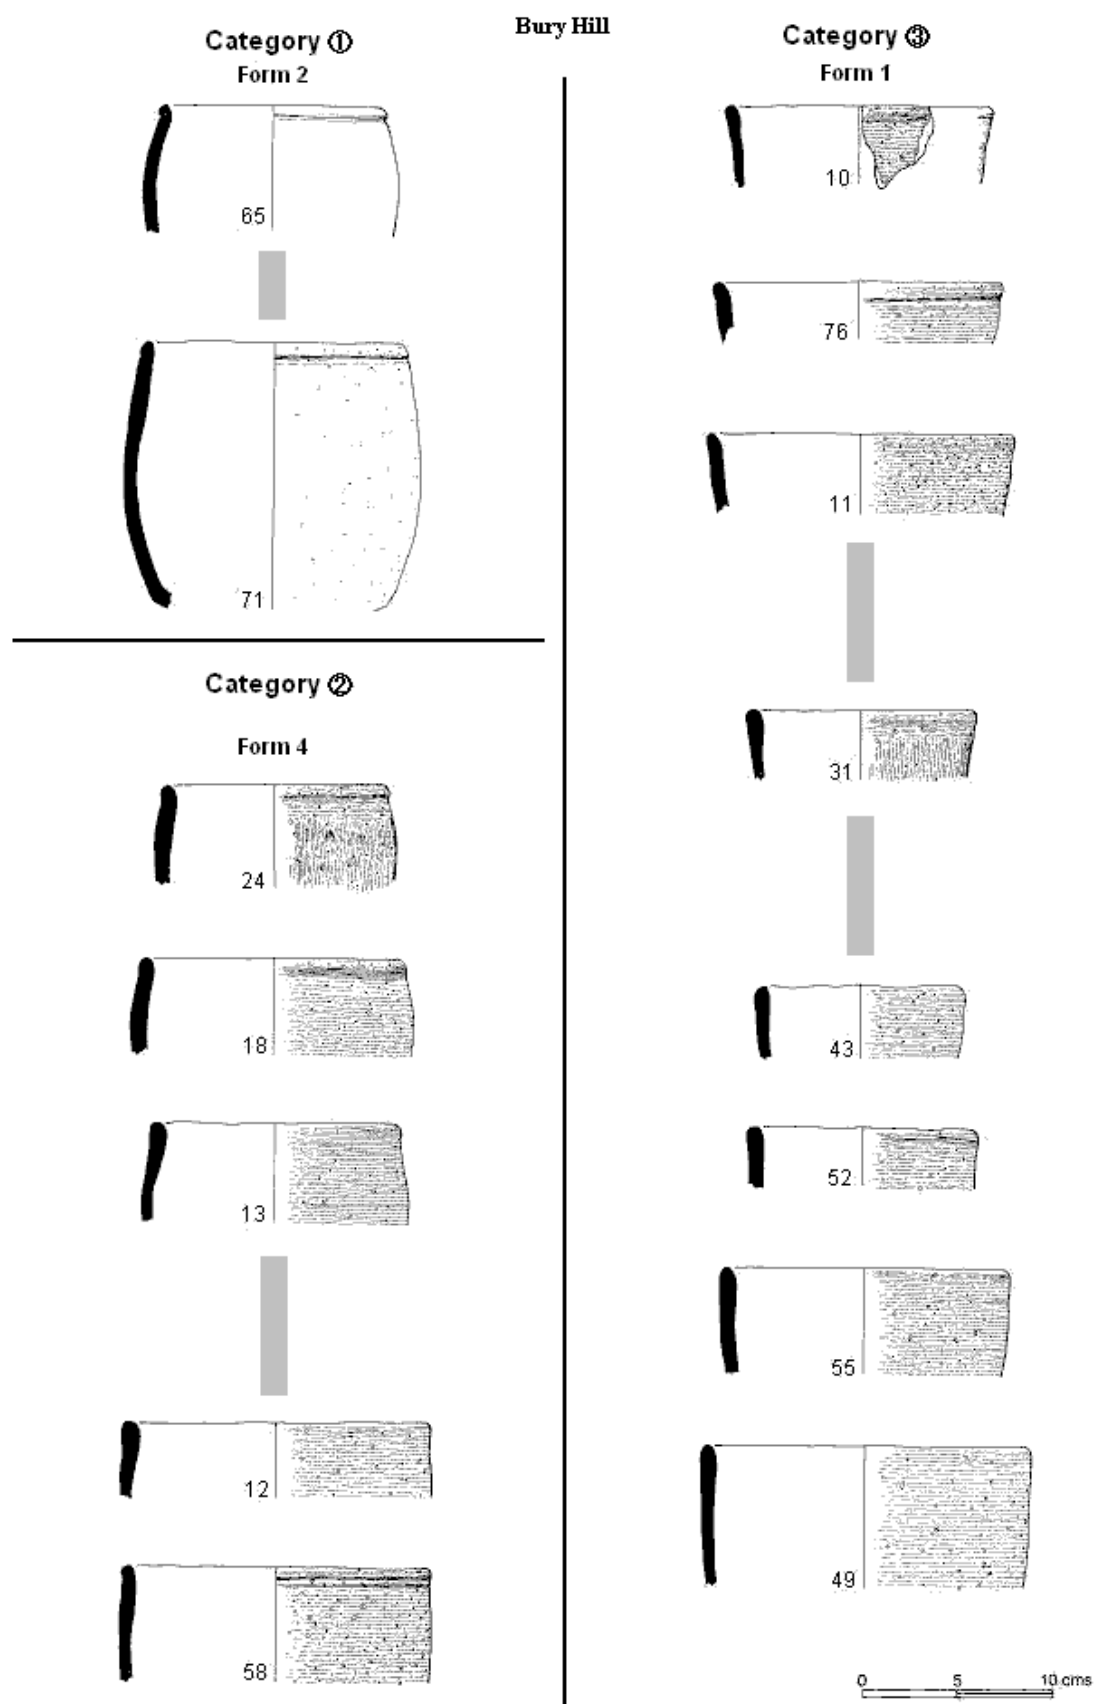 Bury Hill
Category ①
Form 2
65
71
Category ②
Form 4
24
18
13
12
58
Category ③
Form 1
10
76
11
31
43
52
55
49
0 5 10 cms